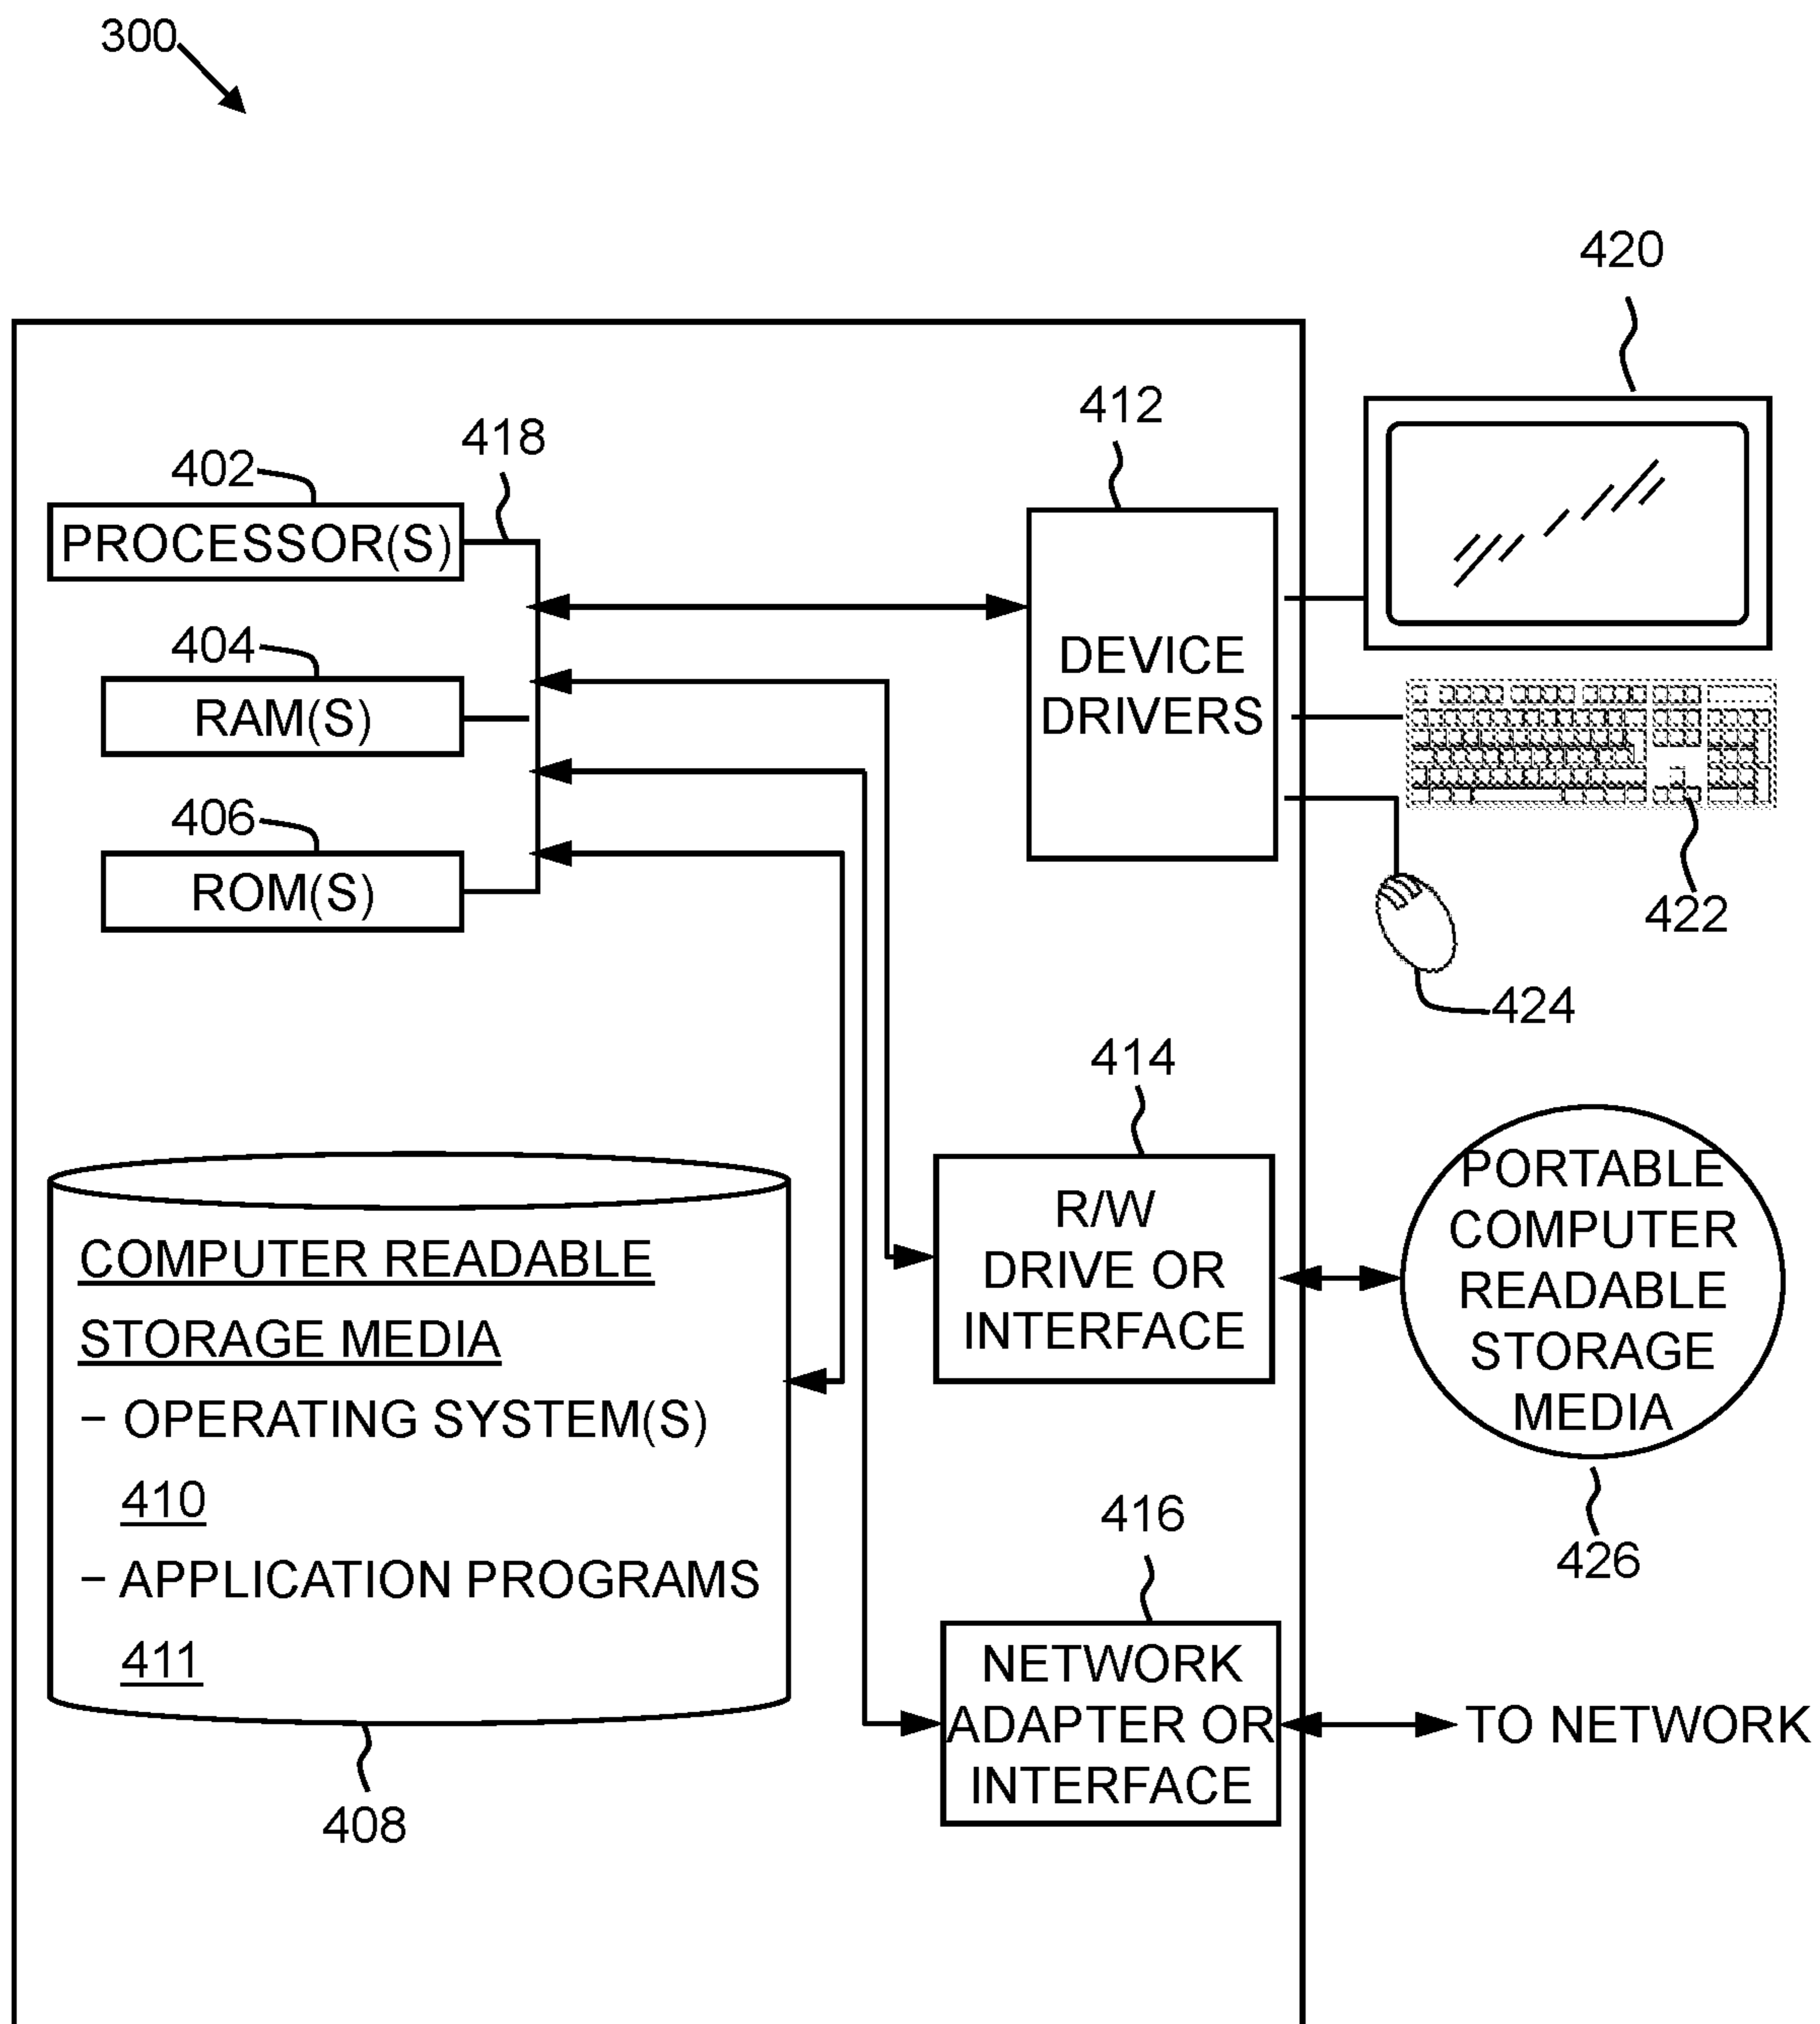 300
420
412
418
402
PROCESSOR(S)
404
RAM(S)
406
ROM(S)
DEVICE
DRIVERS
422
424
414
R/W
DRIVE OR
INTERFACE
PORTABLE
COMPUTER
READABLE
STORAGE
MEDIA
426
COMPUTER READABLE
STORAGE MEDIA
– OPERATING SYSTEM(S)
410
– APPLICATION PROGRAMS
411
408
416
NETWORK
ADAPTER OR
INTERFACE
TO NETWORK